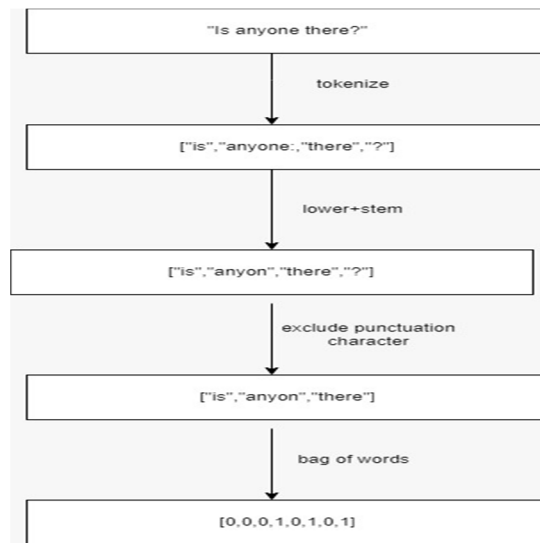 "Is anyone there?"
tokenize
["is","anyone:,"there","?"]
lower+stem
["is","anyon","there","?"]
exclude punctuation
character
["is","anyon","there"]
bag of words
[0,0,0,1,0,1,0,1]